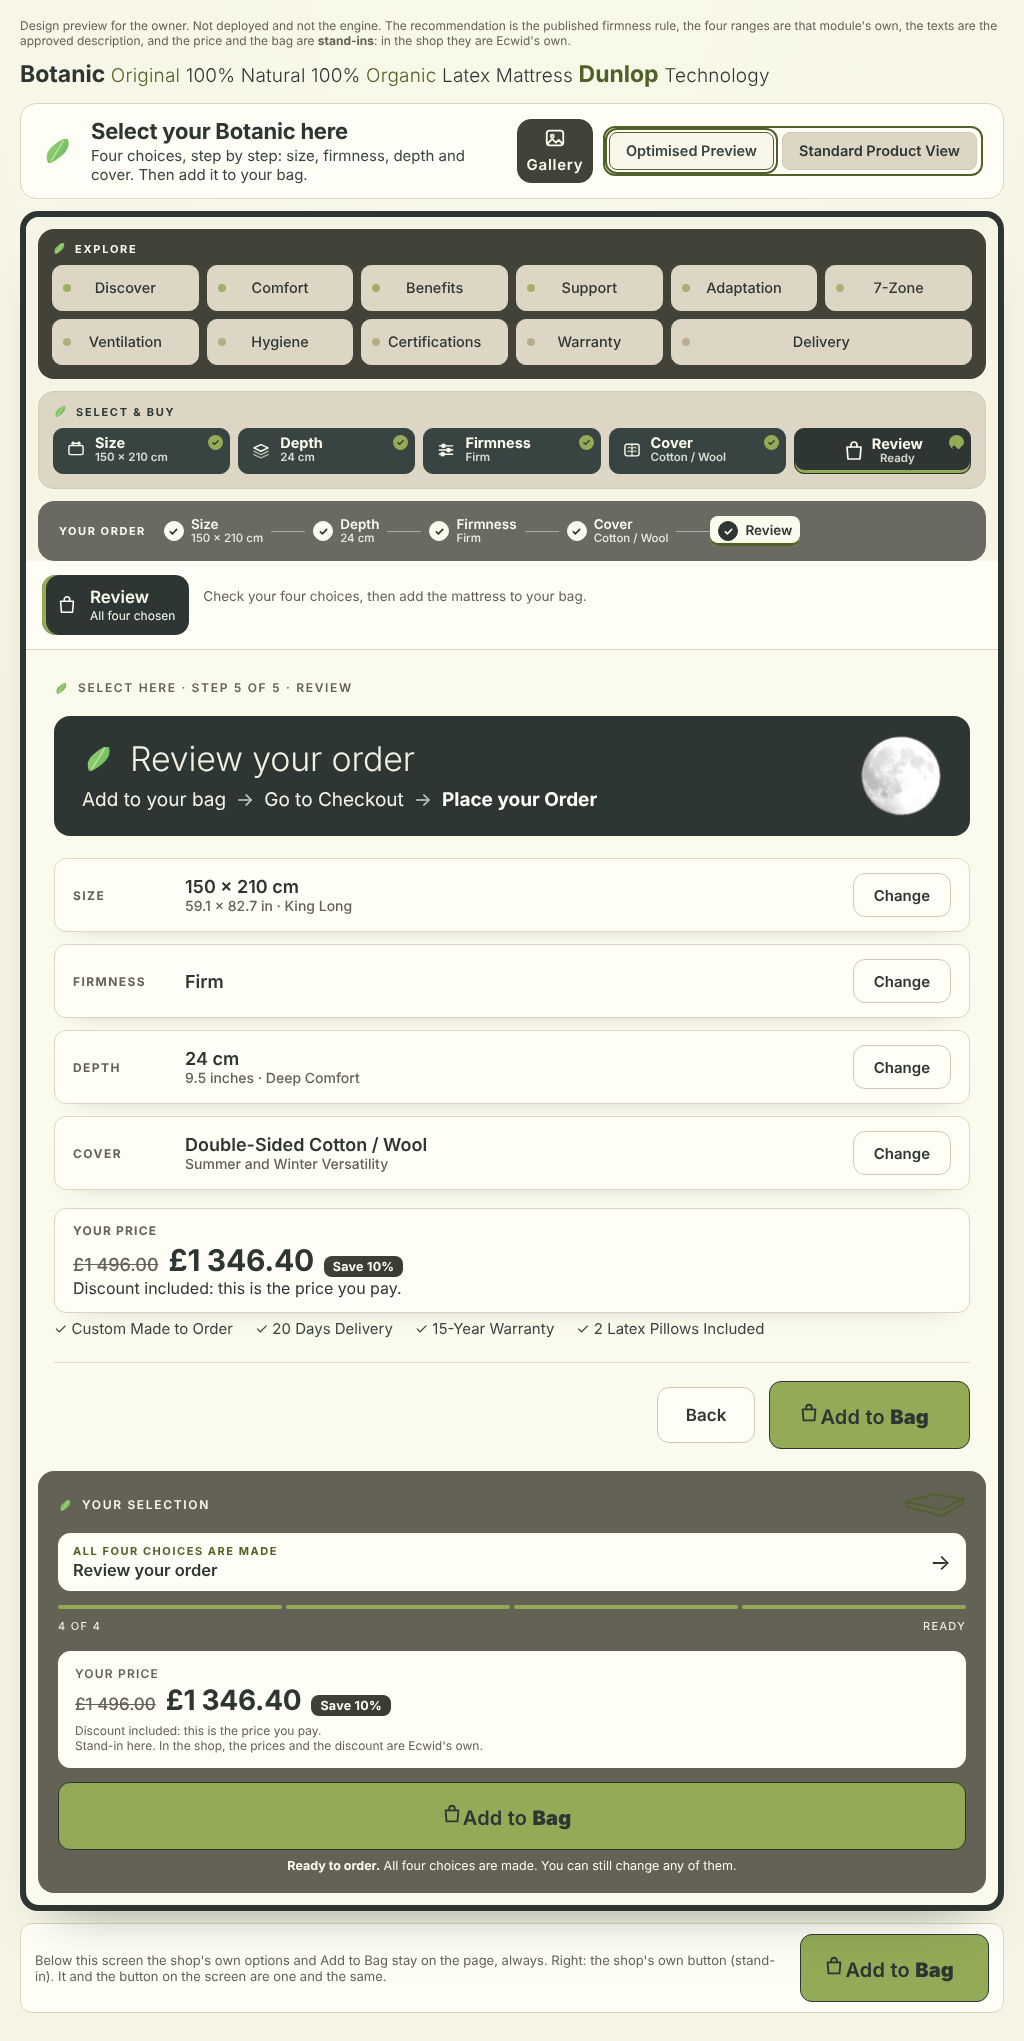 Design preview for the owner. Not deployed and not the engine. The recommendation is the published firmness rule, the four ranges are that module's own, the texts are the
approved description, and the price and the bag are stand-ins: in the shop they are Ecwid's own.
Botanic Original 100% Natural 100% Organic Latex Mattress Dunlop Technology
Select your Botanic here
Four choices, step by step: size, firmness, depth and
cover. Then add it to your bag.
Gallery
Optimised Preview
Standard Product View
EXPLORE
Discover
Comfort
Benefits
Support
Adaptation
7-Zone
Ventilation
Hygiene
Certifications
Warranty
Delivery
SELECT & BUY
Size
150 × 210 cm
Depth
24 cm
Firmness
Firm
Cover
Cotton / Wool
Review
Ready
YOUR ORDER
Size
150 × 210 cm
Depth
24 cm
Firmness
Firm
Cover
Cotton / Wool
Review
Review
All four chosen
Check your four choices, then add the mattress to your bag.
SELECT HERE · STEP 5 OF 5 · REVIEW
Review your order
Add to your bag → Go to Checkout → Place your Order
SIZE
150 × 210 cm
59.1 × 82.7 in · King Long
Change
FIRMNESS
Firm
Change
DEPTH
24 cm
9.5 inches · Deep Comfort
Change
COVER
Double-Sided Cotton / Wool
Summer and Winter Versatility
Change
YOUR PRICE
£1 496.00 £1 346.40 Save 10%
Discount included: this is the price you pay.
✓ Custom Made to Order ✓ 20 Days Delivery ✓ 15-Year Warranty ✓ 2 Latex Pillows Included
Back
Add to Bag
YOUR SELECTION
ALL FOUR CHOICES ARE MADE
Review your order →
4 OF 4
READY
YOUR PRICE
£1 496.00 £1 346.40 Save 10%
Discount included: this is the price you pay.
Stand-in here. In the shop, the prices and the discount are Ecwid's own.
Add to Bag
Ready to order. All four choices are made. You can still change any of them.
Below this screen the shop's own options and Add to Bag stay on the page, always. Right: the shop's own button (stand-
in). It and the button on the screen are one and the same.
Add to Bag